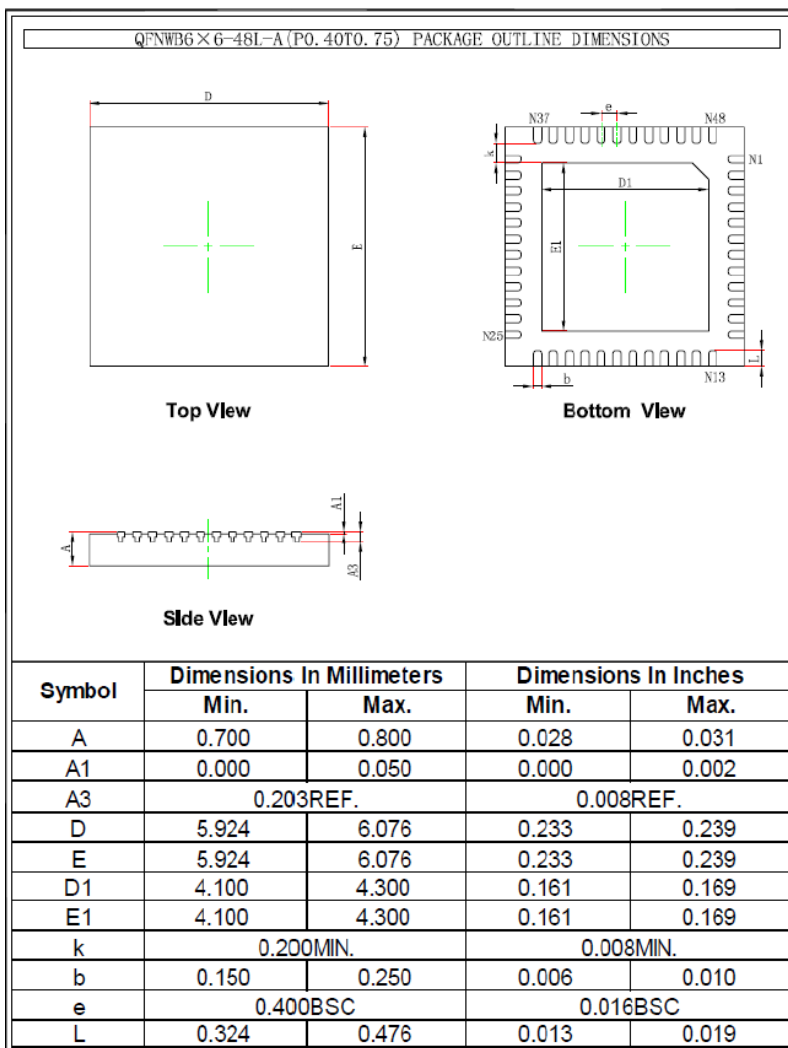 QFNWB6×6-48L-A(P0.40T0.75) PACKAGE OUTLINE DIMENSIONS
D
E
Top View
N37 e N48
k
N1
D1
E1
N25
L
b N13
Bottom View
A
A1
A3
Side View
Symbol Dimensions In Millimeters Dimensions In Inches
Min. Max. Min. Max.
A 0.700 0.800 0.028 0.031
A1 0.000 0.050 0.000 0.002
A3 0.203REF. 0.008REF.
D 5.924 6.076 0.233 0.239
E 5.924 6.076 0.233 0.239
D1 4.100 4.300 0.161 0.169
E1 4.100 4.300 0.161 0.169
k 0.200MIN. 0.008MIN.
b 0.150 0.250 0.006 0.010
e 0.400BSC 0.016BSC
L 0.324 0.476 0.013 0.019